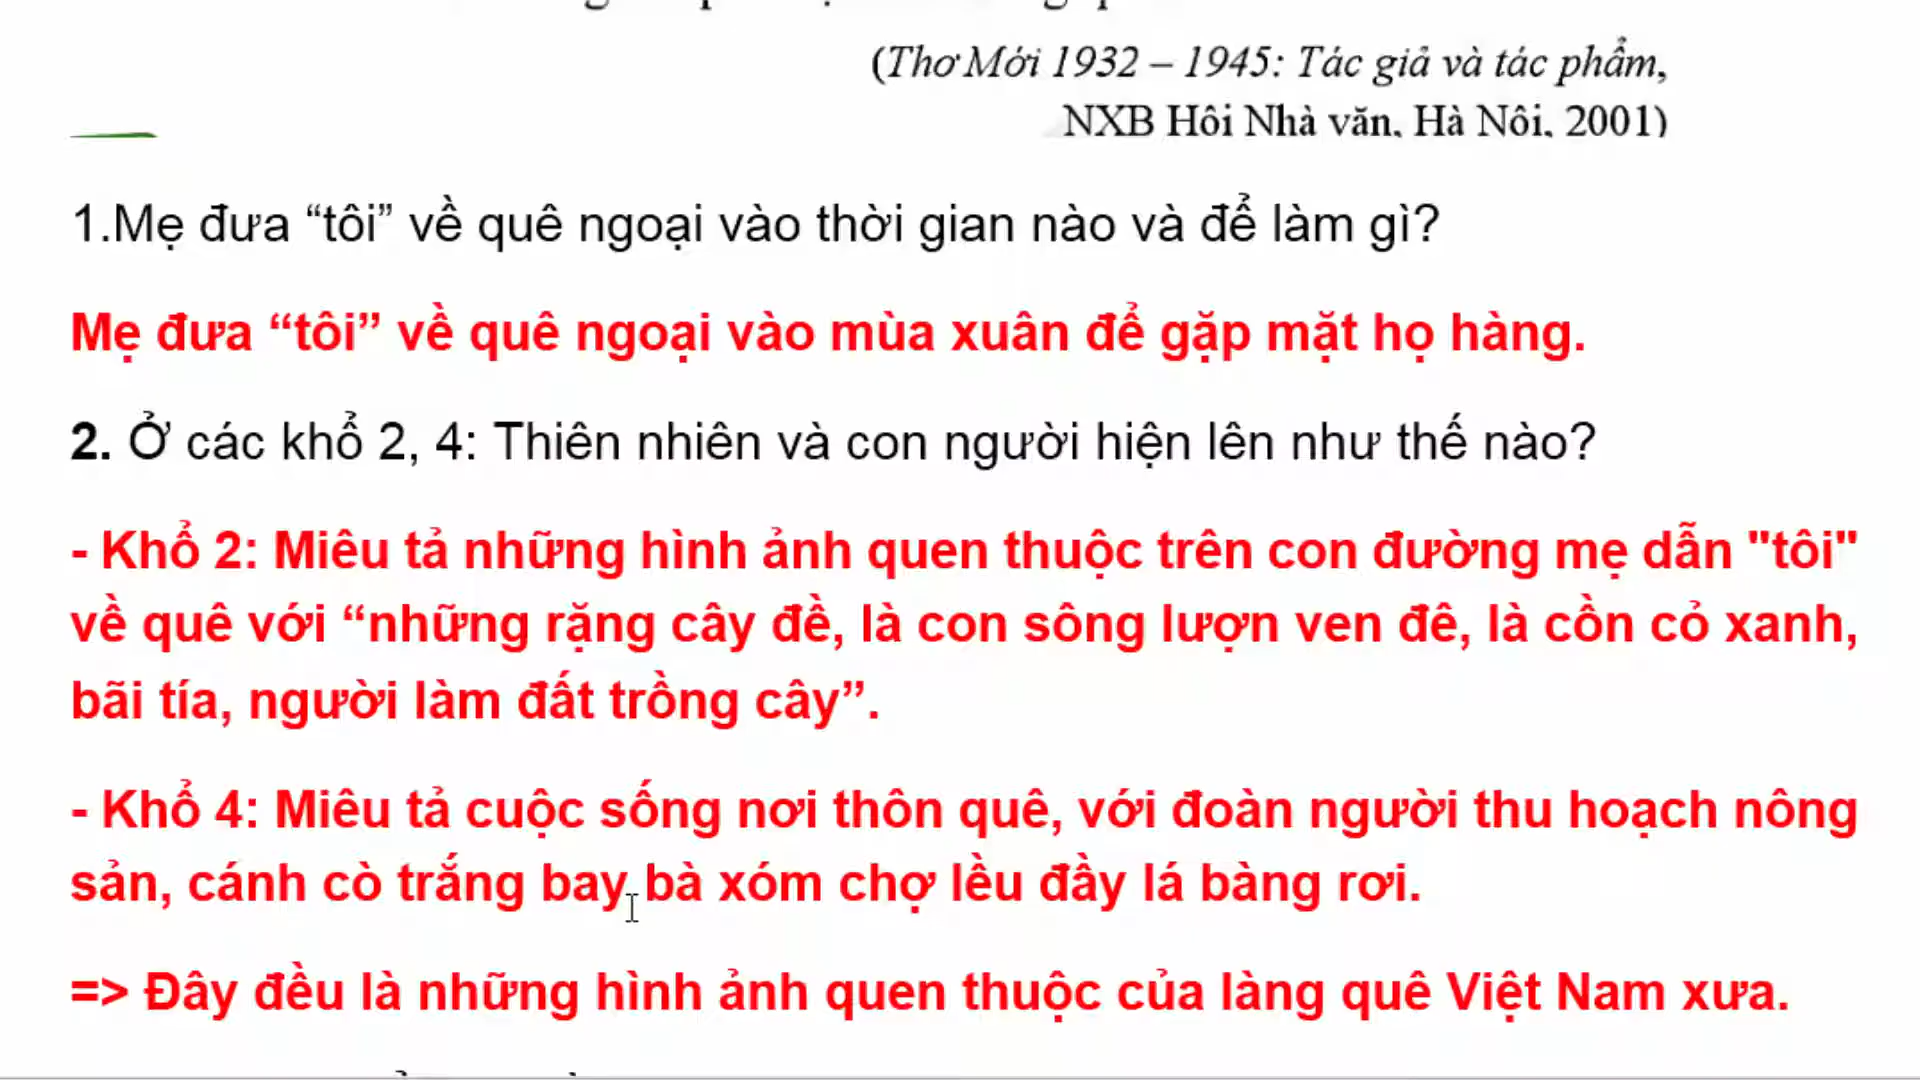 (Thơ Mới 1932 – 1945: Tác giả và tác phẩm,
NXB Hội Nhà văn, Hà Nội, 2001)
1.Mẹ đưa “tôi” về quê ngoại vào thời gian nào và để làm gì?
Mẹ đưa “tôi” về quê ngoại vào mùa xuân để gặp mặt họ hàng.
2. Ở các khổ 2, 4: Thiên nhiên và con người hiện lên như thế nào?
- Khổ 2: Miêu tả những hình ảnh quen thuộc trên con đường mẹ dẫn "tôi"
về quê với “những rặng cây đề, là con sông lượn ven đê, là cồn cỏ xanh,
bãi tía, người làm đất trồng cây”.
- Khổ 4: Miêu tả cuộc sống nơi thôn quê, với đoàn người thu hoạch nông
sản, cánh cò trắng bay, bà xóm chợ lều đầy lá bàng rơi.
=> Đây đều là những hình ảnh quen thuộc của làng quê Việt Nam xưa.